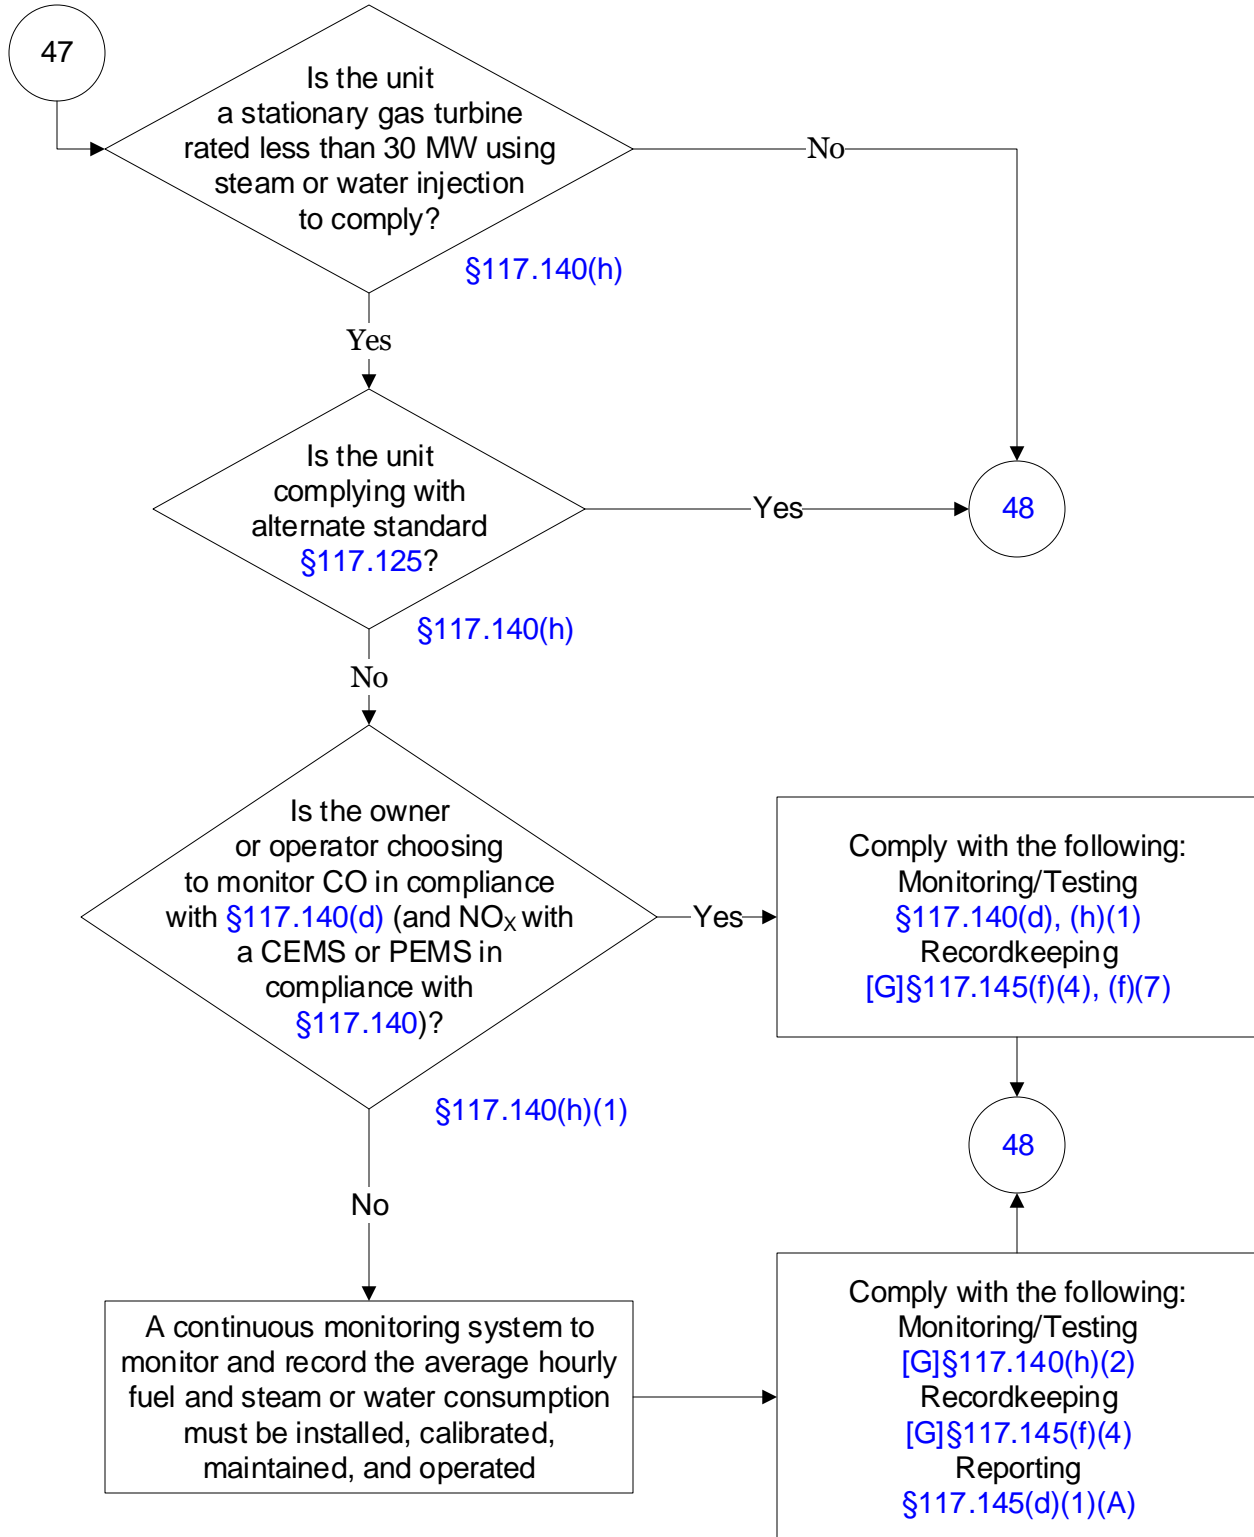 47
Is the unit
a stationary gas turbine
rated less than 30 MW using
steam or water injection
to comply?
No
§117.140(h)
Yes
Is the unit
complying with
alternate standard
§117.125?
Yes
48
§117.140(h)
No
Is the owner
or operator choosing
to monitor CO in compliance
with §117.140(d) (and NOX with
a CEMS or PEMS in
compliance with
§117.140)?
Yes
Comply with the following:
Monitoring/Testing
§117.140(d), (h)(1)
Recordkeeping
[G]§117.145(f)(4), (f)(7)
§117.140(h)(1)
48
No
A continuous monitoring system to
monitor and record the average hourly
fuel and steam or water consumption
must be installed, calibrated,
maintained, and operated
Comply with the following:
Monitoring/Testing
[G]§117.140(h)(2)
Recordkeeping
[G]§117.145(f)(4)
Reporting
§117.145(d)(1)(A)